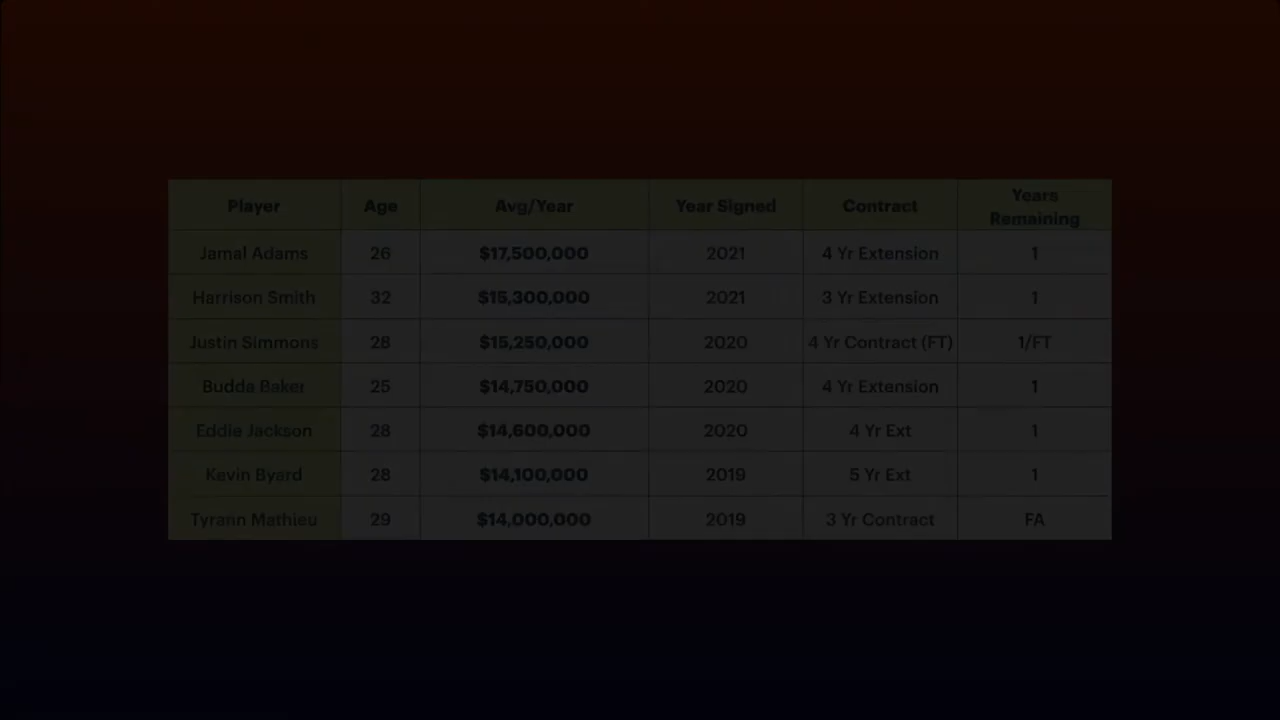 Player Age Avg/Year Year Signed Contract Years Remaining
Jamal Adams 26 $17,500,000 2021 4 Yr Extension 1
Harrison Smith 32 $15,300,000 2021 3 Yr Extension 1
Justin Simmons 28 $15,250,000 2020 4 Yr Contract (FT) 1/FT
Budda Baker 25 $14,750,000 2020 4 Yr Extension 1
Eddie Jackson 28 $14,600,000 2020 4 Yr Ext 1
Kevin Byard 28 $14,100,000 2019 5 Yr Ext 1
Tyrann Mathieu 29 $14,000,000 2019 3 Yr Contract FA